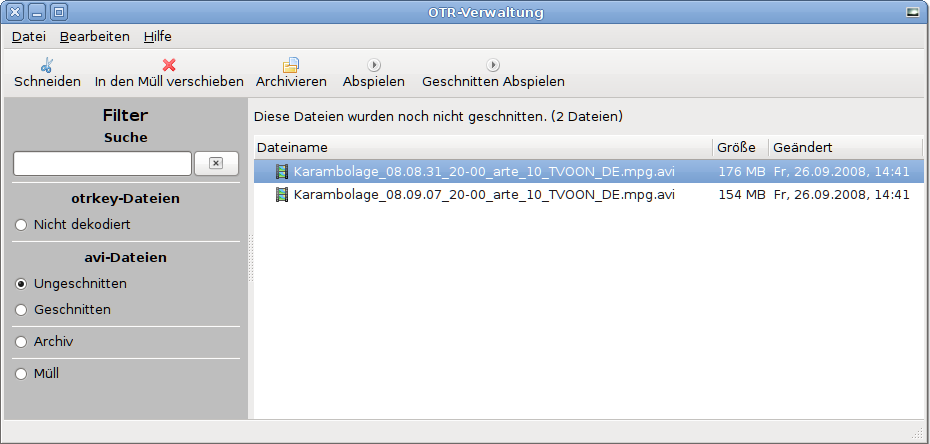 OTR-Verwaltung
Datei Bearbeiten Hilfe
Schneiden In den Müll verschieben Archivieren Abspielen Geschnitten Abspielen
Filter
Suche
otrkey-Dateien
Nicht dekodiert
avi-Dateien
Ungeschnitten
Geschnitten
Archiv
Müll
Diese Dateien wurden noch nicht geschnitten. (2 Dateien)
Dateiname Größe Geändert
Karambolage_08.08.31_20-00_arte_10_TVOON_DE.mpg.avi 176 MB Fr, 26.09.2008, 14:41
Karambolage_08.09.07_20-00_arte_10_TVOON_DE.mpg.avi 154 MB Fr, 26.09.2008, 14:41